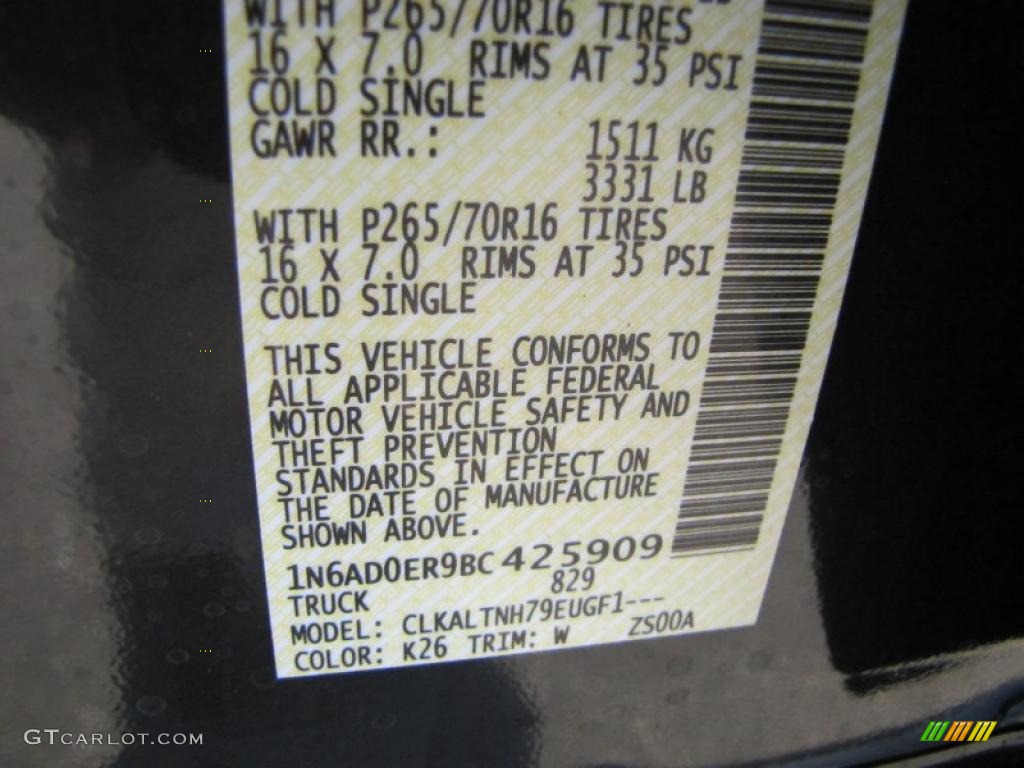 WITH P265/70R16 TIRES
16 X 7.0 RIMS AT 35 PSI
COLD SINGLE
GAWR RR.: 1511 KG
3331 LB
WITH P265/70R16 TIRES
16 X 7.0 RIMS AT 35 PSI
COLD SINGLE
THIS VEHICLE CONFORMS TO
ALL APPLICABLE FEDERAL
MOTOR VEHICLE SAFETY AND
THEFT PREVENTION
STANDARDS IN EFFECT ON
THE DATE OF MANUFACTURE
SHOWN ABOVE.
1N6AD0ER9BC425909
TRUCK 829
MODEL: CLKALTNH79EUGF1---
COLOR: K26 TRIM: W ZS00A
GTCARLOT.COM